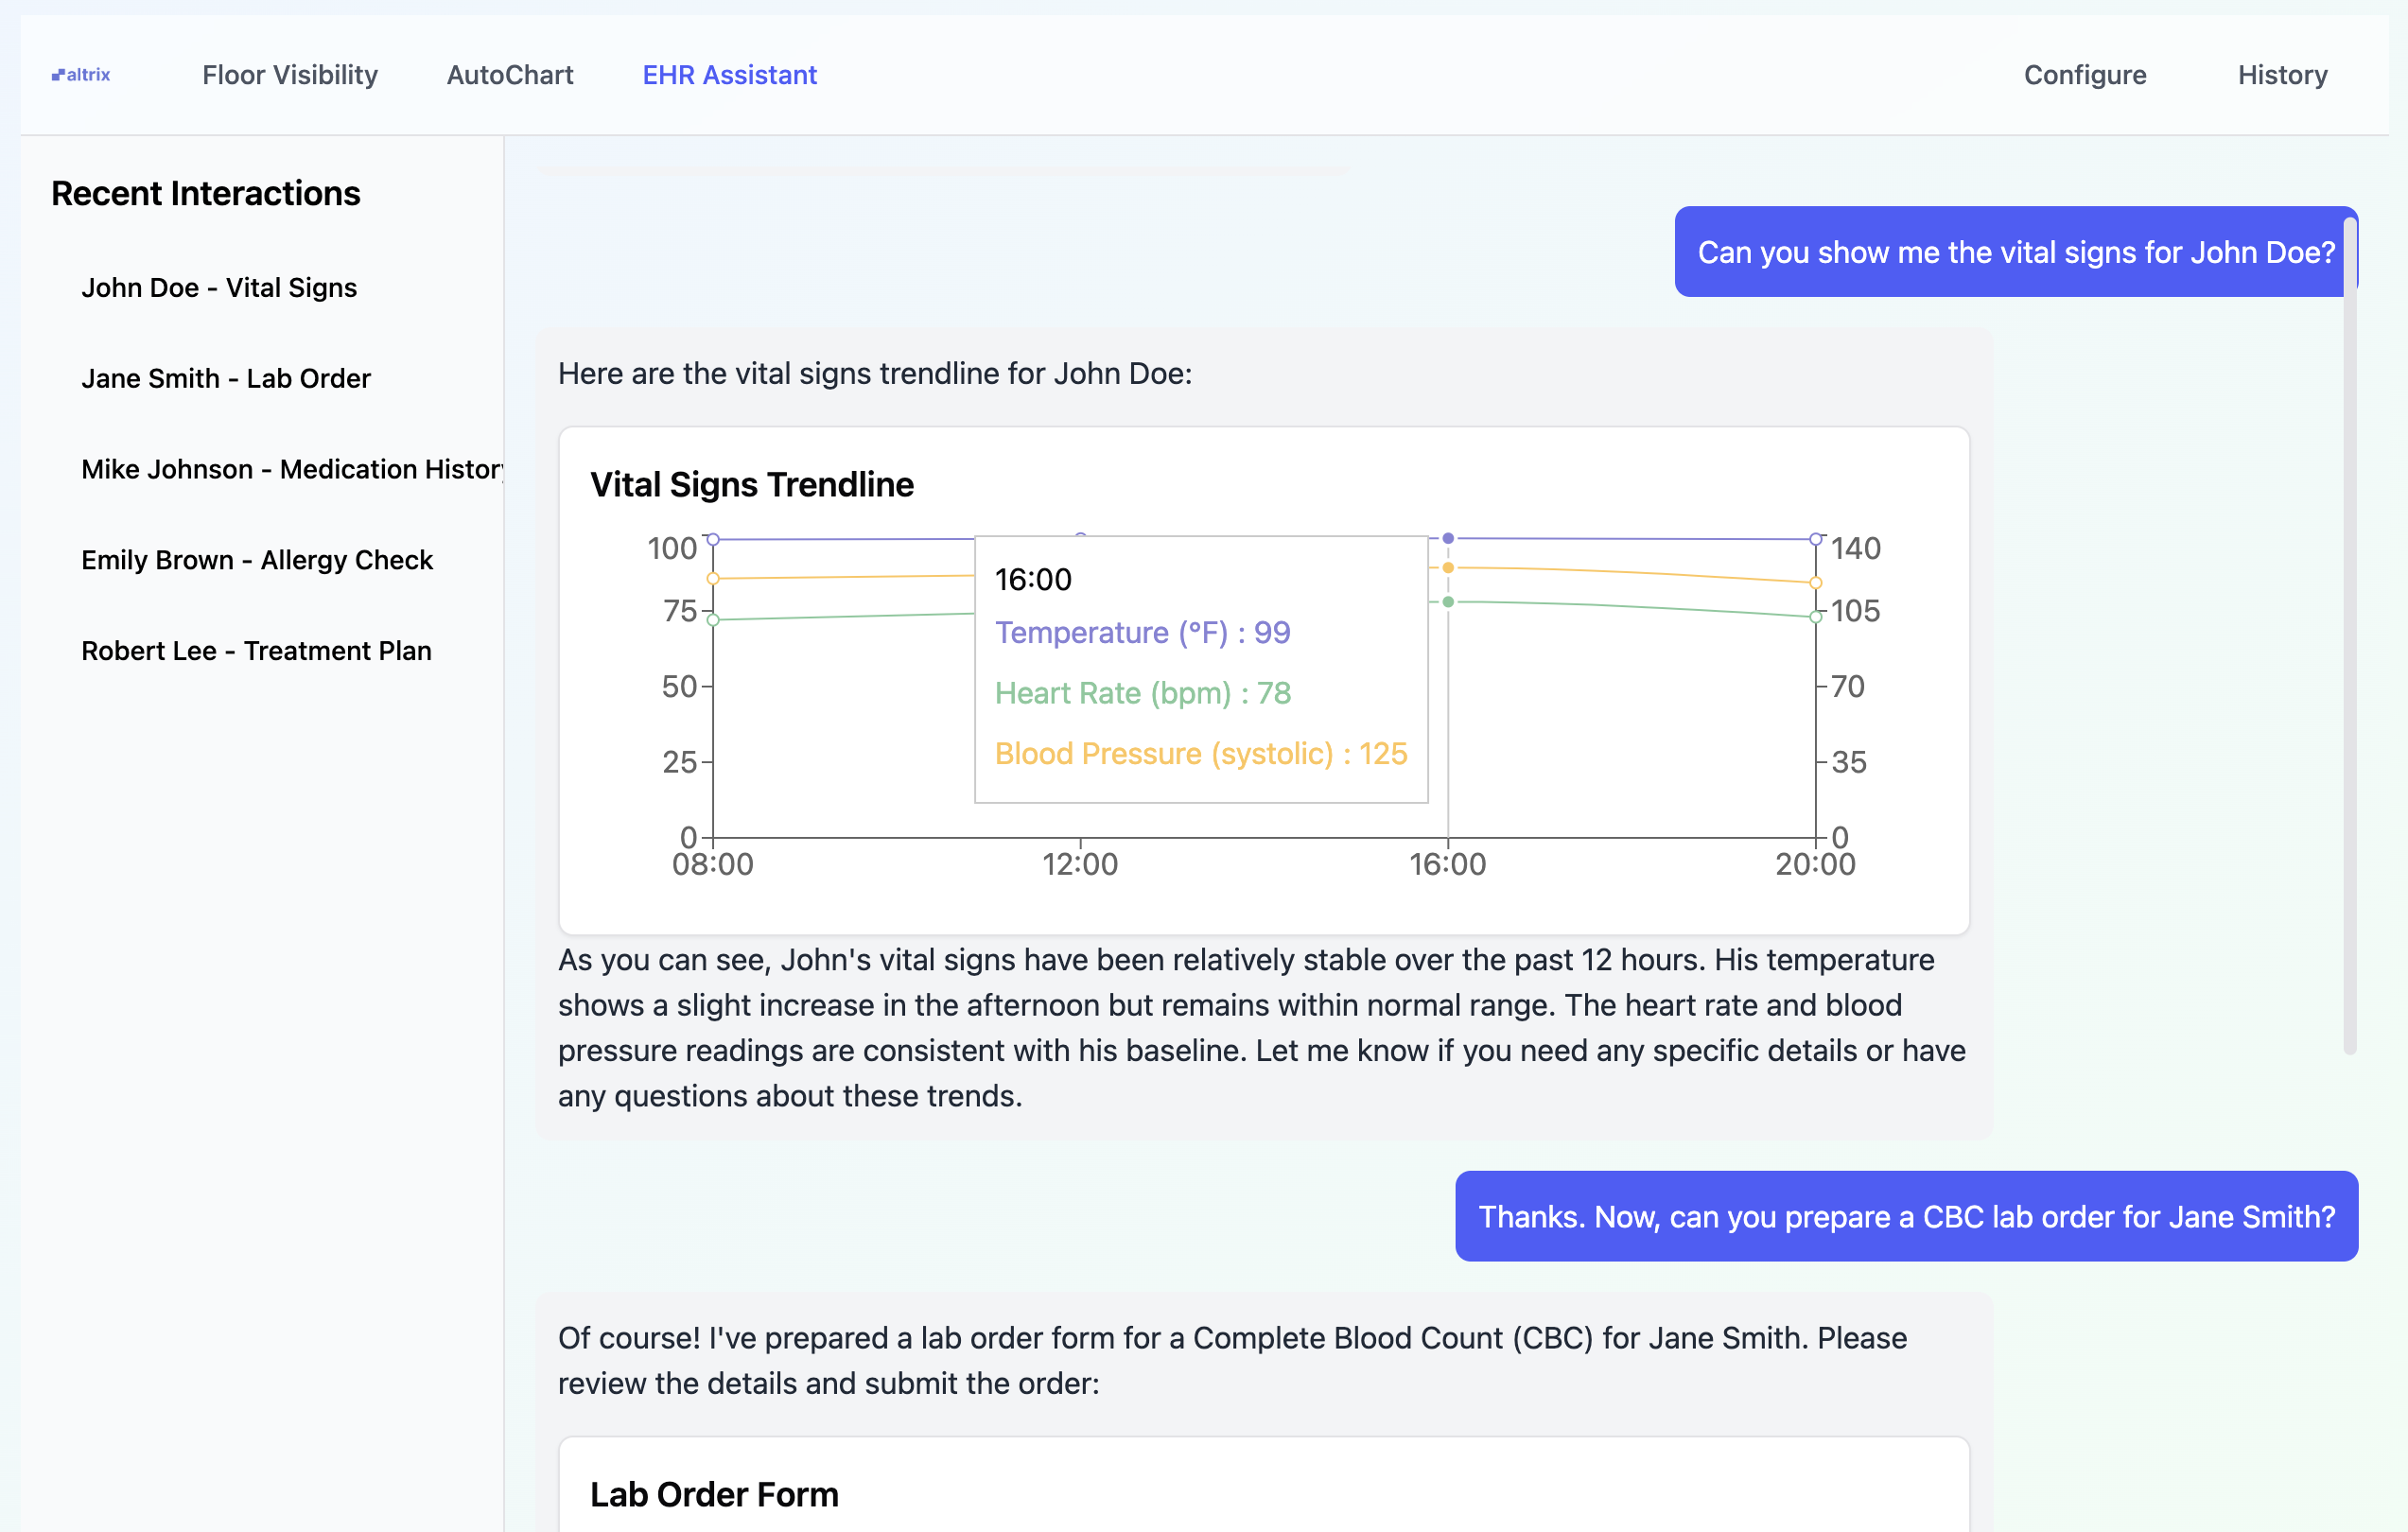 altrix
Floor Visibility
AutoChart
EHR Assistant
Configure
History
Recent Interactions
John Doe - Vital Signs
Jane Smith - Lab Order
Mike Johnson - Medication History
Emily Brown - Allergy Check
Robert Lee - Treatment Plan
Can you show me the vital signs for John Doe?
Here are the vital signs trendline for John Doe:
Vital Signs Trendline
100
75
50
25
0
140
105
70
35
0
08:00
12:00
16:00
20:00
16:00
Temperature (°F) : 99
Heart Rate (bpm) : 78
Blood Pressure (systolic) : 125
As you can see, John's vital signs have been relatively stable over the past 12 hours. His temperature
shows a slight increase in the afternoon but remains within normal range. The heart rate and blood
pressure readings are consistent with his baseline. Let me know if you need any specific details or have
any questions about these trends.
Thanks. Now, can you prepare a CBC lab order for Jane Smith?
Of course! I've prepared a lab order form for a Complete Blood Count (CBC) for Jane Smith. Please
review the details and submit the order:
Lab Order Form